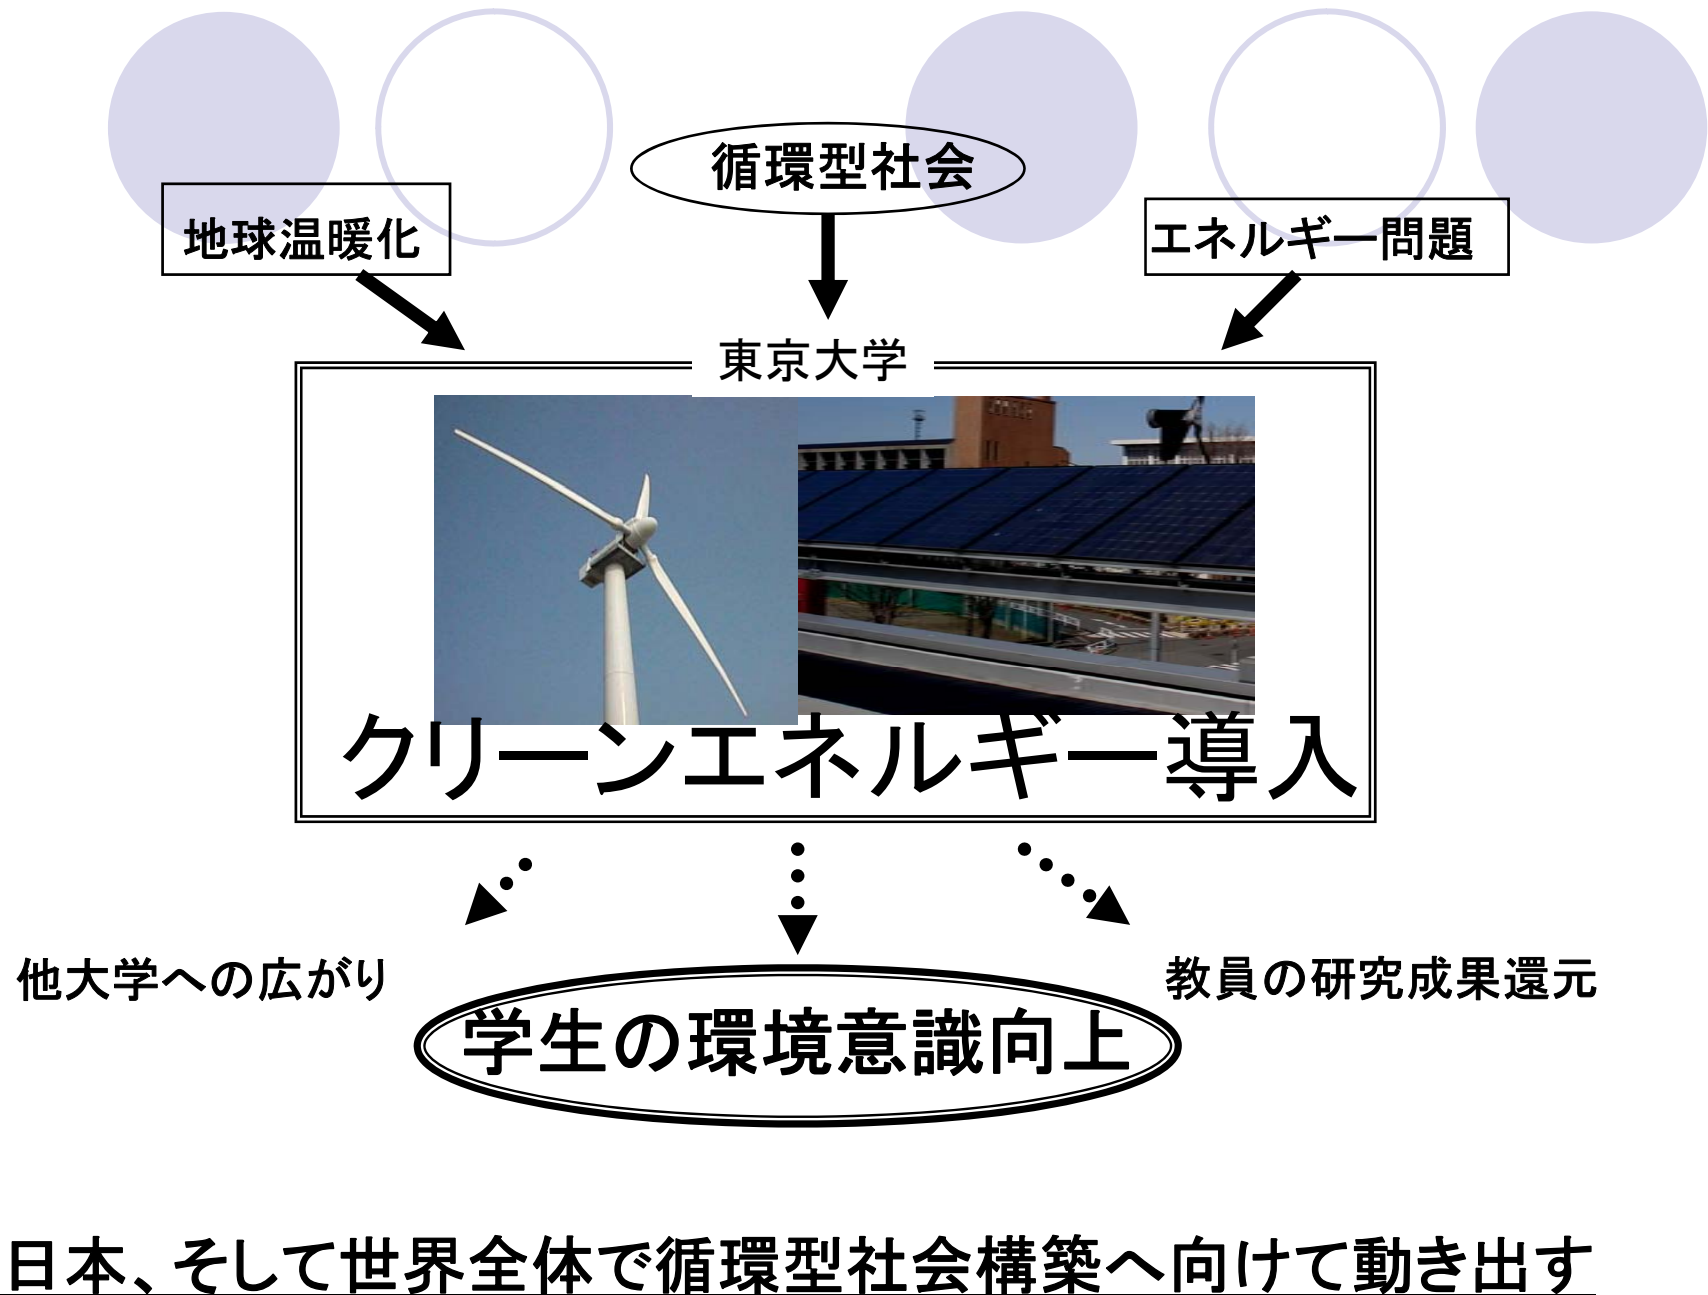 循環型社会
地球温暖化
エネルギー問題
東京大学
クリーンエネルギー導入
他大学への広がり
教員の研究成果還元
学生の環境意識向上
日本、そして世界全体で循環型社会構築へ向けて動き出す